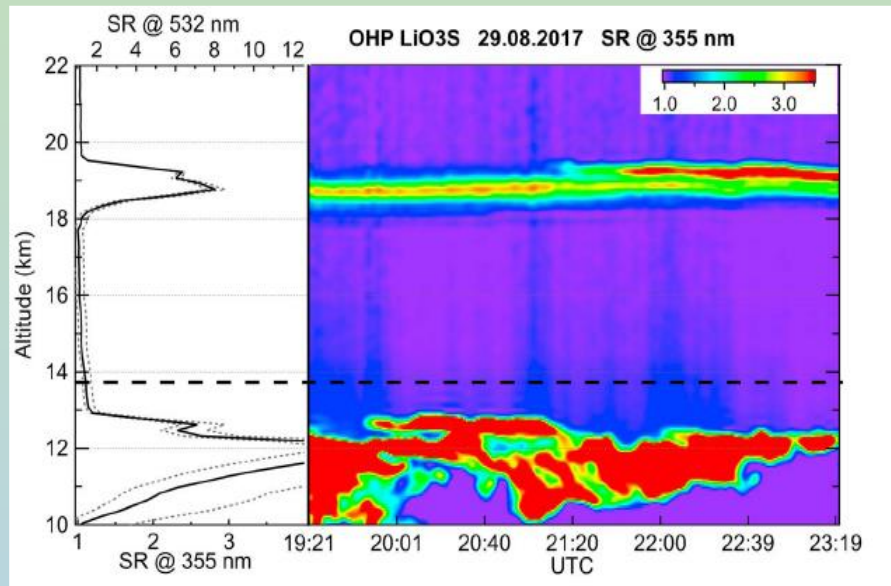 SR @ 532 nm
2 4 6 8 10 12
OHP LiO3S 29.08.2017 SR @ 355 nm
1.0 2.0 3.0
22
20
18
16
14
12
10
Altitude (km)
1 2 3
SR @ 355 nm
19:21 20:01 20:40 21:20 22:00 22:39 23:19
UTC